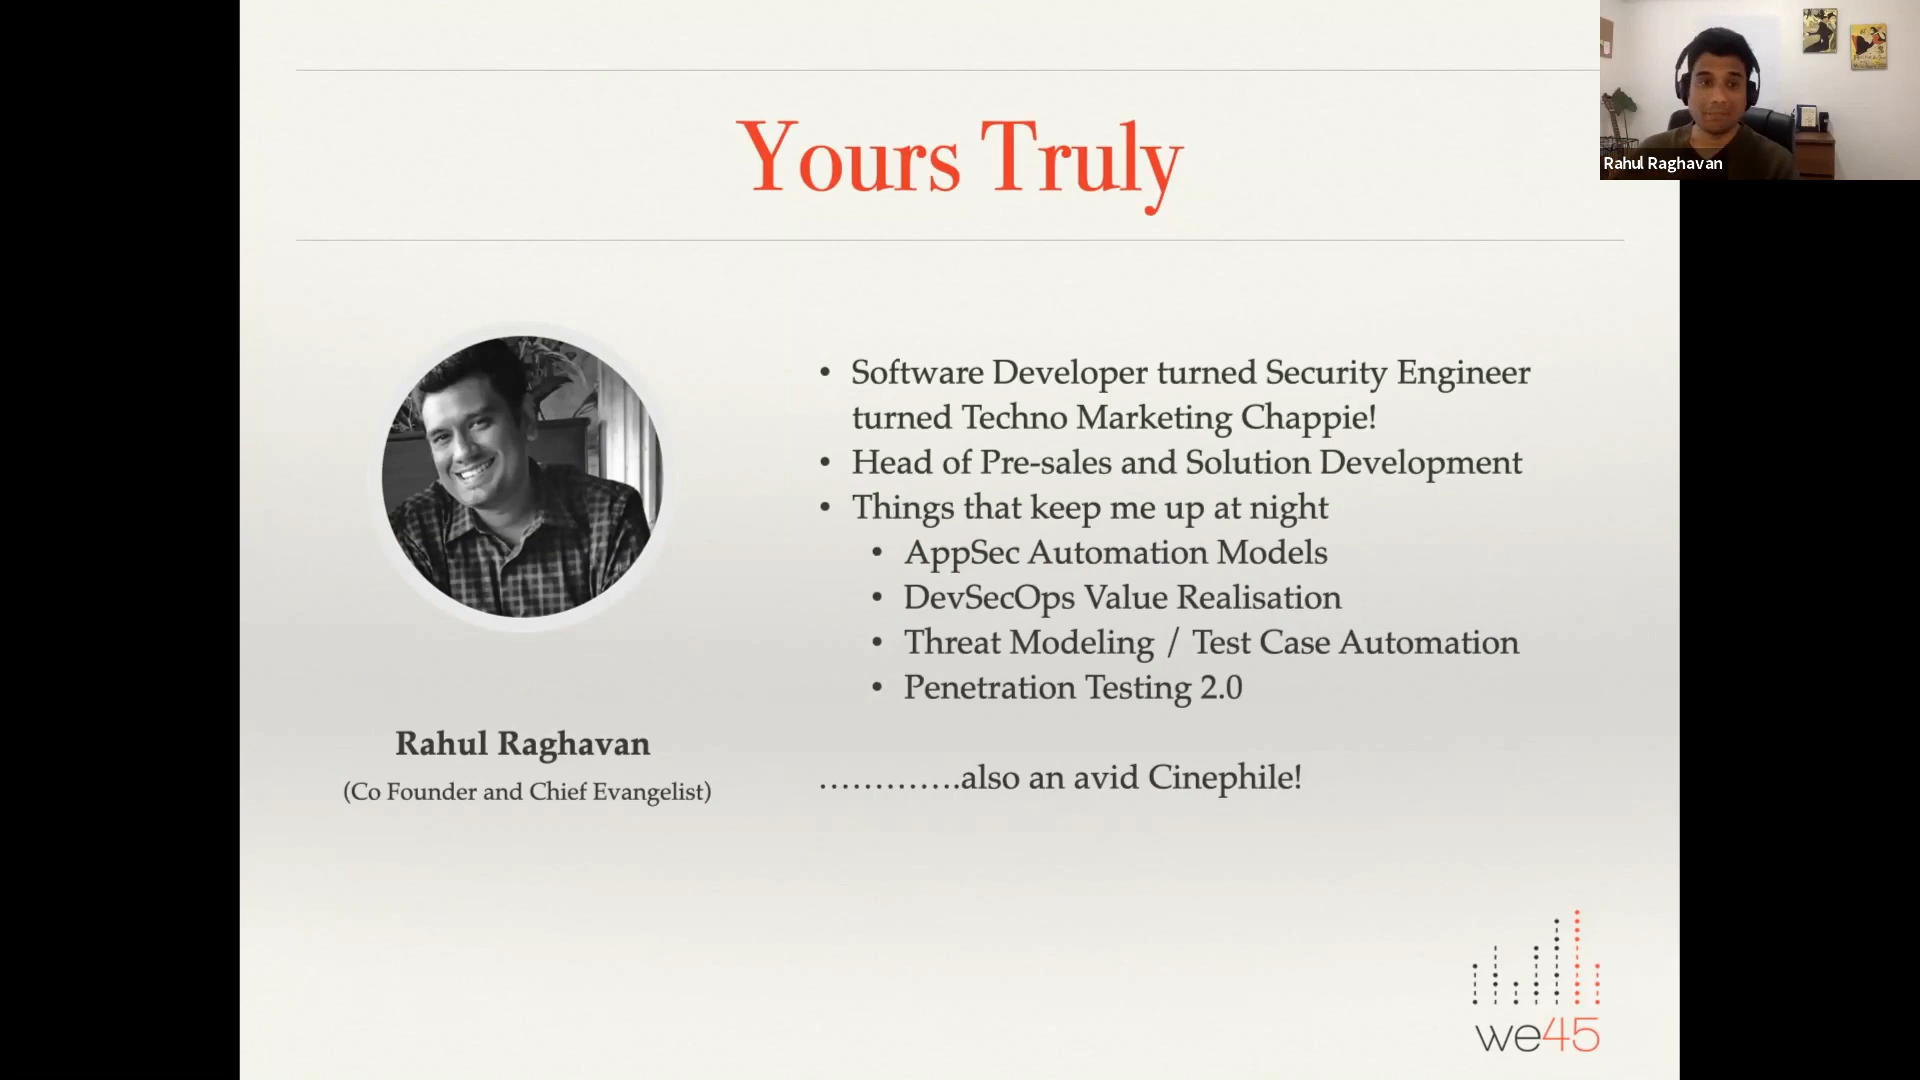 Yours Truly
Rahul Raghavan
• Software Developer turned Security Engineer
turned Techno Marketing Chappie!
• Head of Pre-sales and Solution Development
• Things that keep me up at night
• AppSec Automation Models
• DevSecOps Value Realisation
• Threat Modeling / Test Case Automation
• Penetration Testing 2.0
.............also an avid Cinephile!
Rahul Raghavan
(Co Founder and Chief Evangelist)
we45